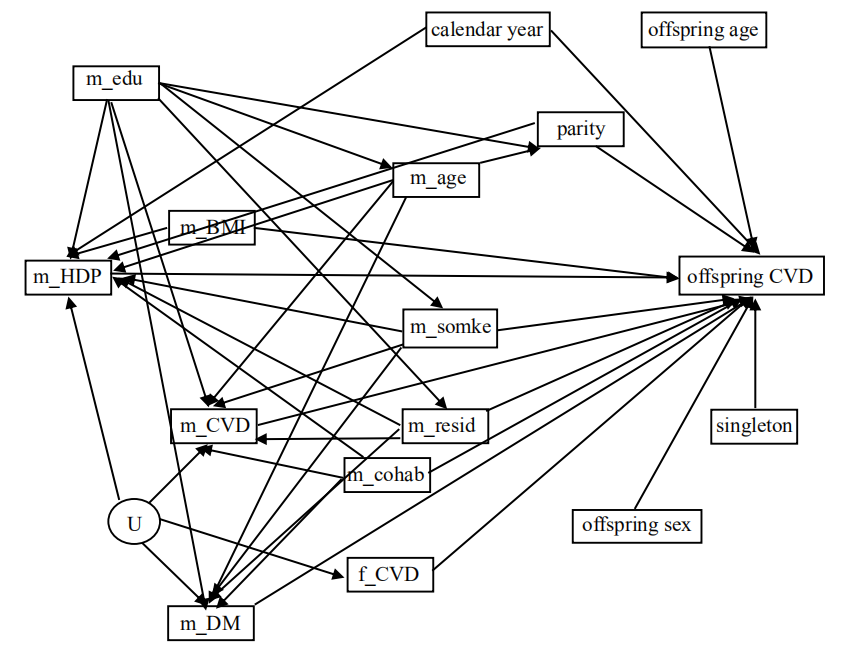 calendar year
offspring age
m_edu
parity
m_age
m_BMI
m_HDP
offspring CVD
m_somke
m_CVD
m_resid
singleton
m_cohab
U
offspring sex
f_CVD
m_DM